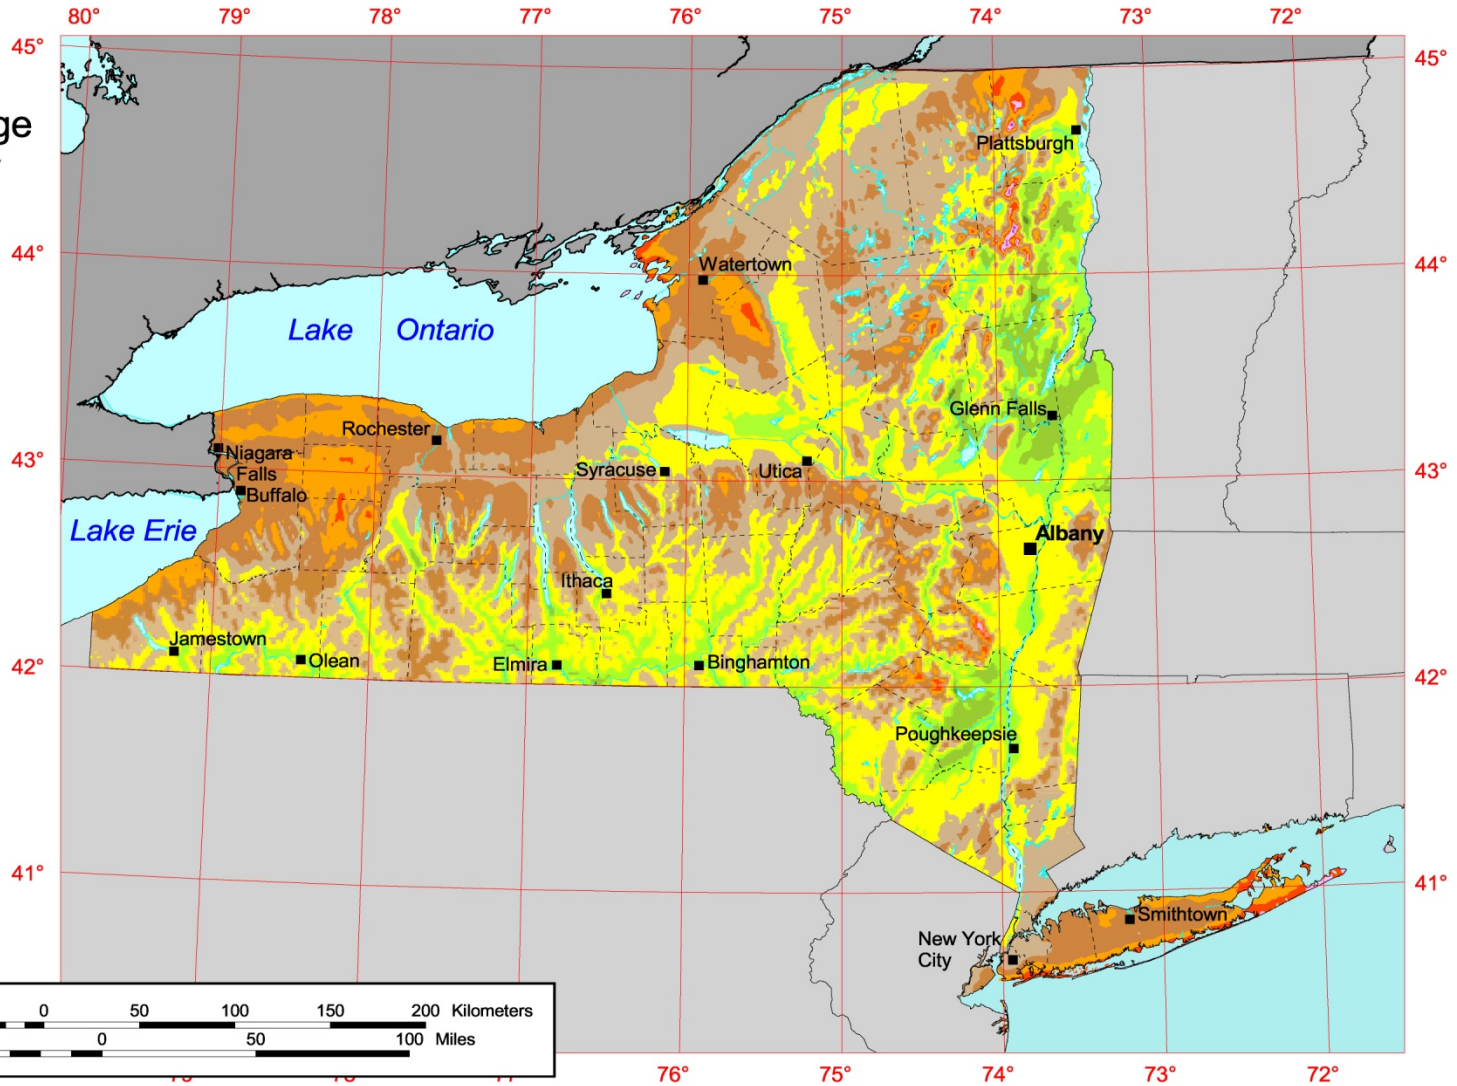 80° 79° 78° 77° 76° 75° 74° 73° 72°
45° 45°
ge
Plattsburgh
44° 44°
Watertown
Lake Ontario
Glenn Falls
Rochester
43° Niagara 43°
Falls
Syracuse Utica
Buffalo
Lake Erie
Albany
Ithaca
Jamestown
Olean Elmira Binghamton
42° 42°
Poughkeepsie
41° 41°
Smithtown
New York
City
0 50 100 150 200 Kilometers
0 50 100 Miles
76° 75° 74° 73° 72°